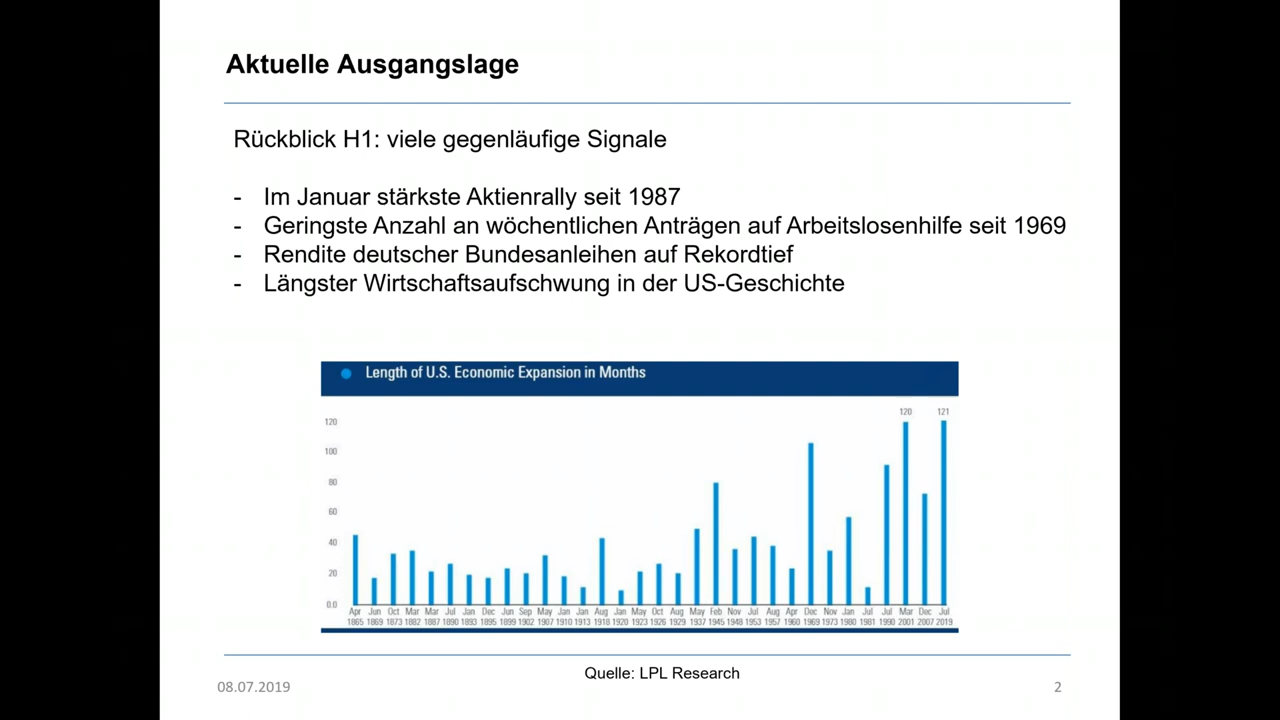 Aktuelle Ausgangslage
Rückblick H1: viele gegenläufige Signale
- Im Januar stärkste Aktienrally seit 1987
- Geringste Anzahl an wöchentlichen Anträgen auf Arbeitslosenhilfe seit 1969
- Rendite deutscher Bundesanleihen auf Rekordtief
- Längster Wirtschaftsaufschwung in der US-Geschichte
Length of U.S. Economic Expansion in Months
120 121
120
100
80
60
40
20
0.0
Apr Jun Oct Mar Mar Jul Jan Dec Jun Sep May Jan Jan Aug Jan May Oct Aug May Feb Nov Jul Aug Apr Dec Nov Jan Jul Jul Mar Dec Jul
1865 1869 1873 1882 1887 1890 1893 1895 1899 1902 1907 1910 1913 1918 1920 1923 1926 1929 1937 1945 1948 1953 1957 1960 1969 1973 1980 1981 1990 2001 2007 2019
Quelle: LPL Research
08.07.2019 2